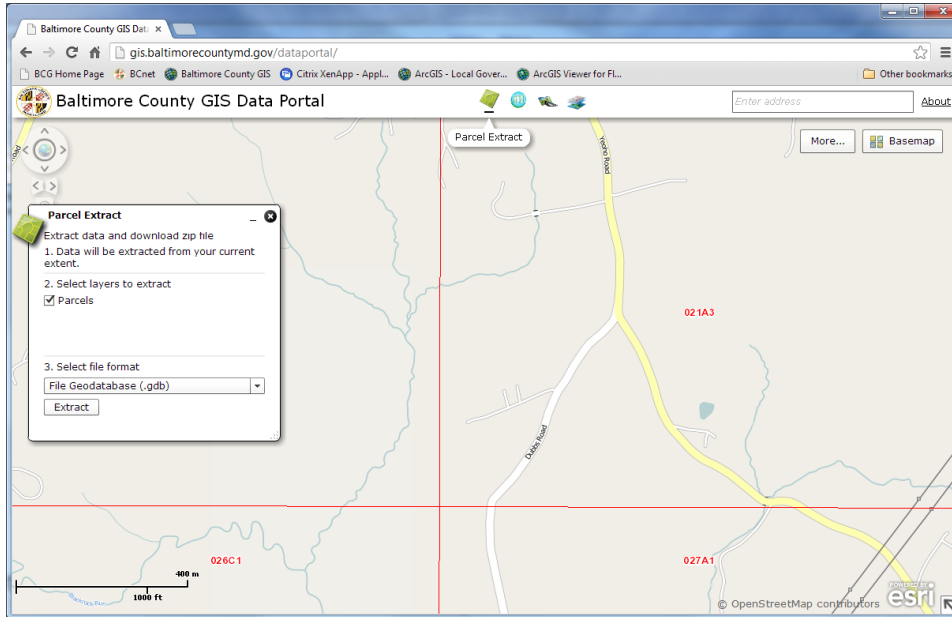 Baltimore County GIS Dat
gis.baltimorecountymd.gov/dataportal/
BCG Home Page BCnet Baltimore County GIS Citrix XenApp - Appl... ArcGIS - Local Gover... ArcGIS Viewer for Fl... Other bookmarks
Baltimore County GIS Data Portal
Enter address
About
Parcel Extract
More...
Basemap
Road
Yeoho Road
Parcel Extract
Extract data and download zip file
1. Data will be extracted from your current
extent.
2. Select layers to extract
Parcels
3. Select file format
File Geodatabase (.gdb)
Extract
021A3
Dubbs Road
026C1
027A1
400 m
1000 ft
© OpenStreetMap contributors
POWERED BY
esri